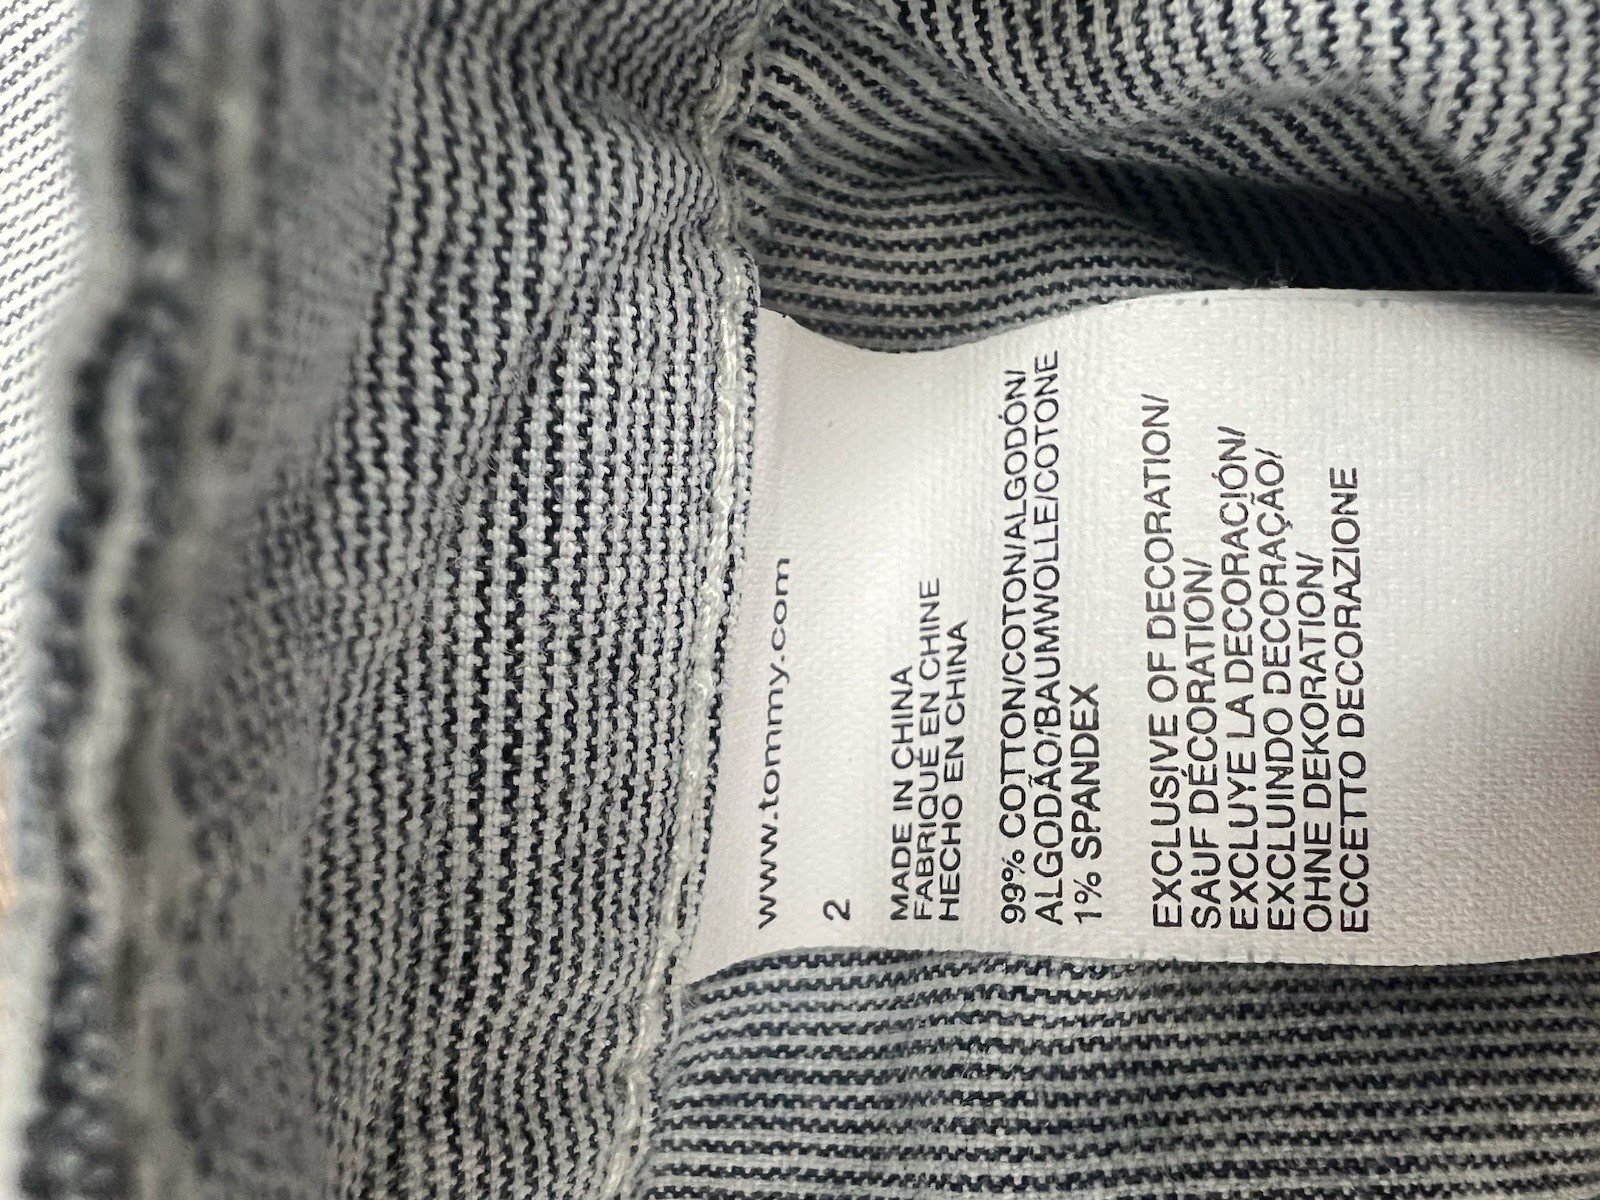 www.tommy.com
2
MADE IN CHINA
FABRIQUÉ EN CHINE
HECHO EN CHINA
99% COTTON/COTON/ALGODÓN/
ALGODÃO/BAUMWOLLE/COTONE
1% SPANDEX
EXCLUSIVE OF DECORATION/
SAUF DÉCORATION/
EXCLUYE LA DECORACIÓN/
EXCLUINDO DECORAÇÃO/
OHNE DEKORATION/
ECCETTO DECORAZIONE